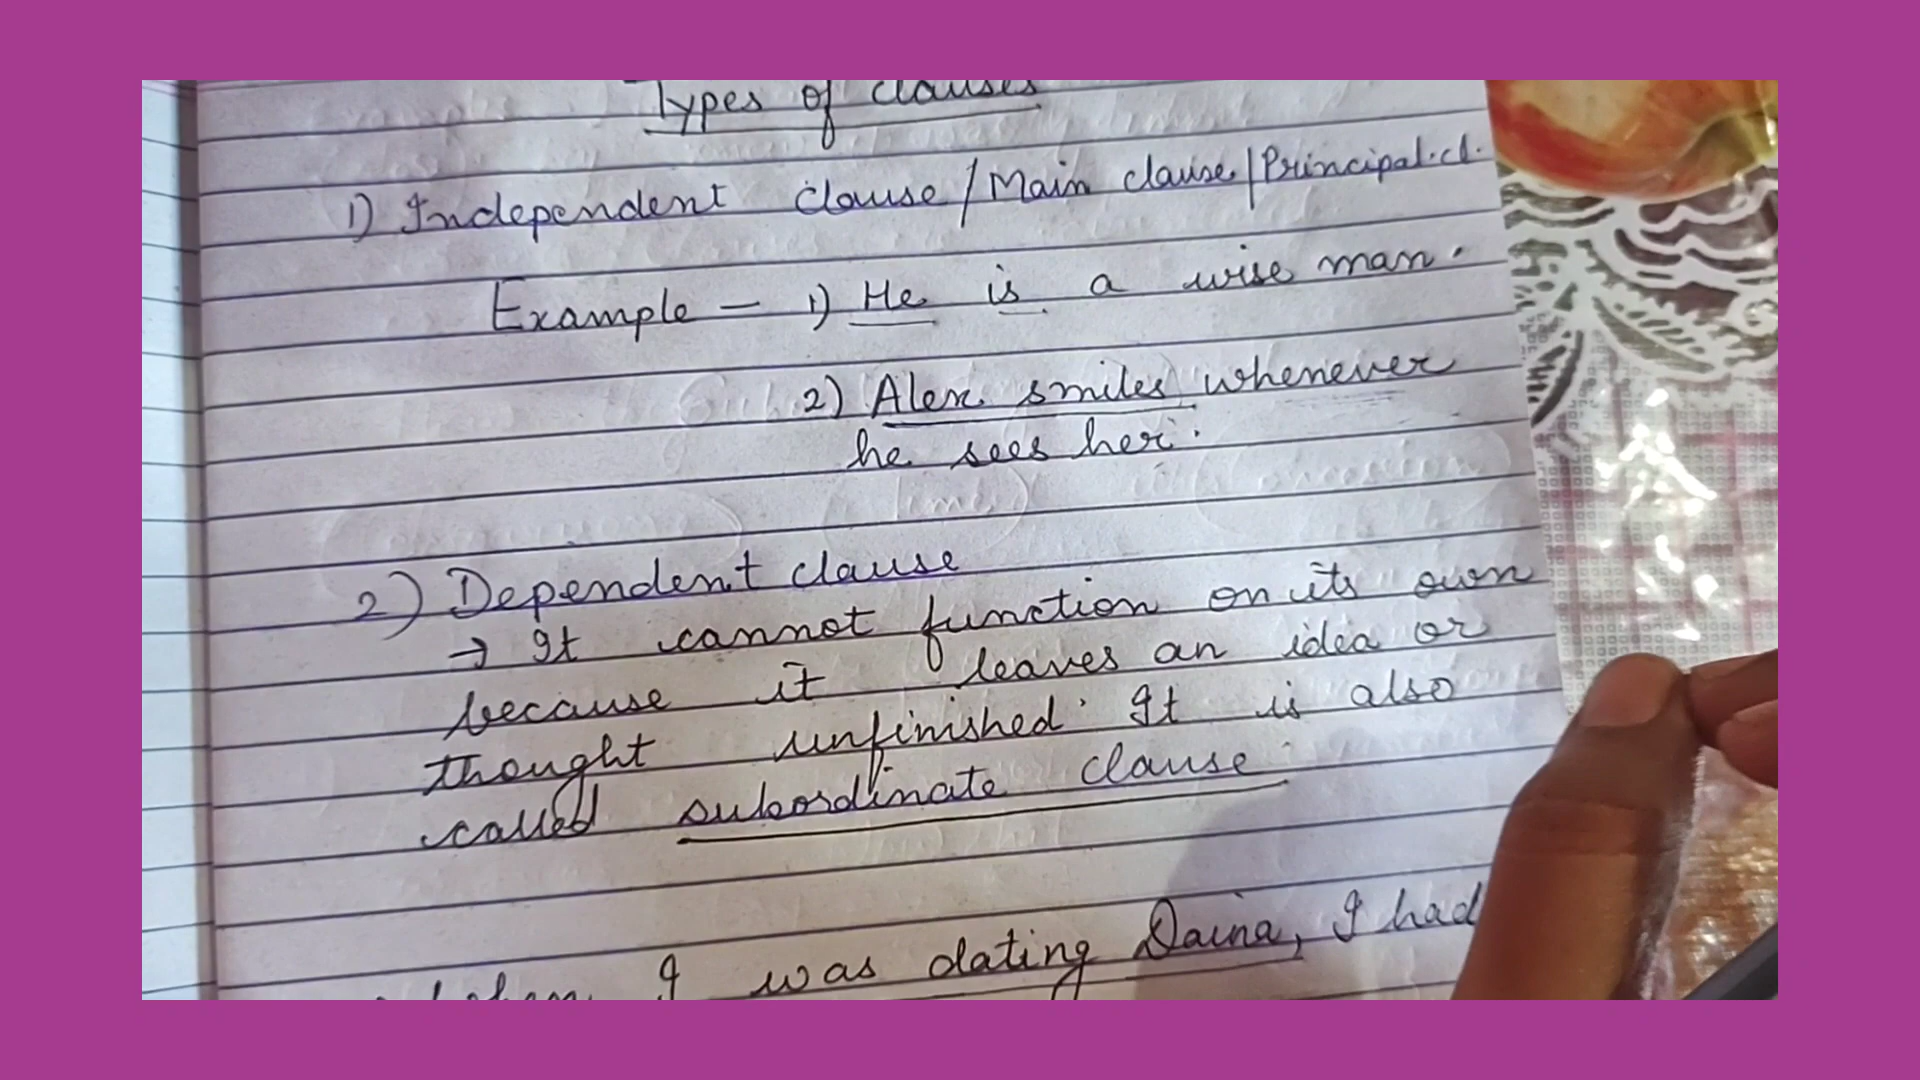 Types of clauses
1) Independent clause / Main clause / Principal.cl.
Example – 1) He is a wise man.
2) Alex smiles whenever
he sees her.
2) Dependent clause
→ It cannot function on its own
because it leaves an idea or
thought unfinished. It is also
called subordinate clause
When I was dating Daina, I had